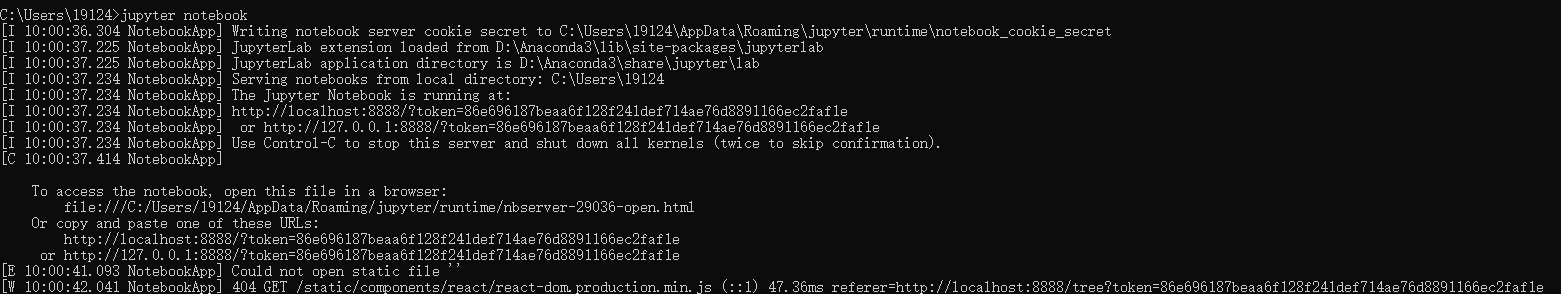 C:\Users\19124>jupyter notebook
[I 10:00:36.304 NotebookApp] Writing notebook server cookie secret to C:\Users\19124\AppData\Roaming\jupyter\runtime\notebook_cookie_secret
[I 10:00:37.225 NotebookApp] JupyterLab extension loaded from D:\Anaconda3\lib\site-packages\jupyterlab
[I 10:00:37.225 NotebookApp] JupyterLab application directory is D:\Anaconda3\share\jupyter\lab
[I 10:00:37.234 NotebookApp] Serving notebooks from local directory: C:\Users\19124
[I 10:00:37.234 NotebookApp] The Jupyter Notebook is running at:
[I 10:00:37.234 NotebookApp] http://localhost:8888/?token=86e696187beaa6f128f241def714ae76d8891166ec2faf1e
[I 10:00:37.234 NotebookApp]  or http://127.0.0.1:8888/?token=86e696187beaa6f128f241def714ae76d8891166ec2faf1e
[I 10:00:37.234 NotebookApp] Use Control-C to stop this server and shut down all kernels (twice to skip confirmation).
[C 10:00:37.414 NotebookApp]
To access the notebook, open this file in a browser:
file:///C:/Users/19124/AppData/Roaming/jupyter/runtime/nbserver-29036-open.html
Or copy and paste one of these URLs:
http://localhost:8888/?token=86e696187beaa6f128f241def714ae76d8891166ec2faf1e
or http://127.0.0.1:8888/?token=86e696187beaa6f128f241def714ae76d8891166ec2faf1e
[E 10:00:41.093 NotebookApp] Could not open static file ''
[W 10:00:42.041 NotebookApp] 404 GET /static/components/react/react-dom.production.min.js (::1) 47.36ms referer=http://localhost:8888/tree?token=86e696187beaa6f128f241def714ae76d8891166ec2faf1e